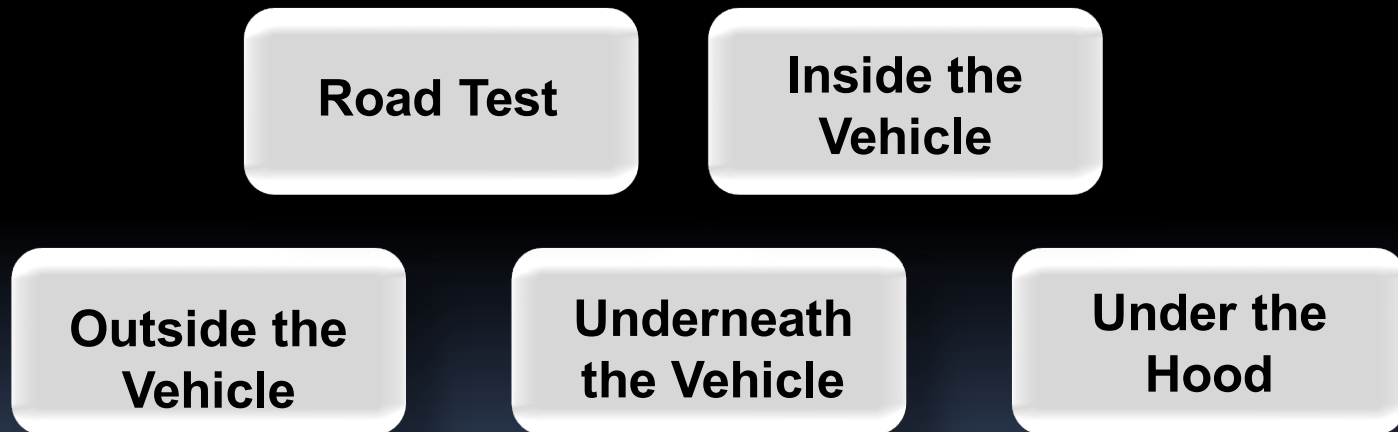 Road Test
Inside the
Vehicle
Outside the
Vehicle
Underneath
the Vehicle
Under the
Hood